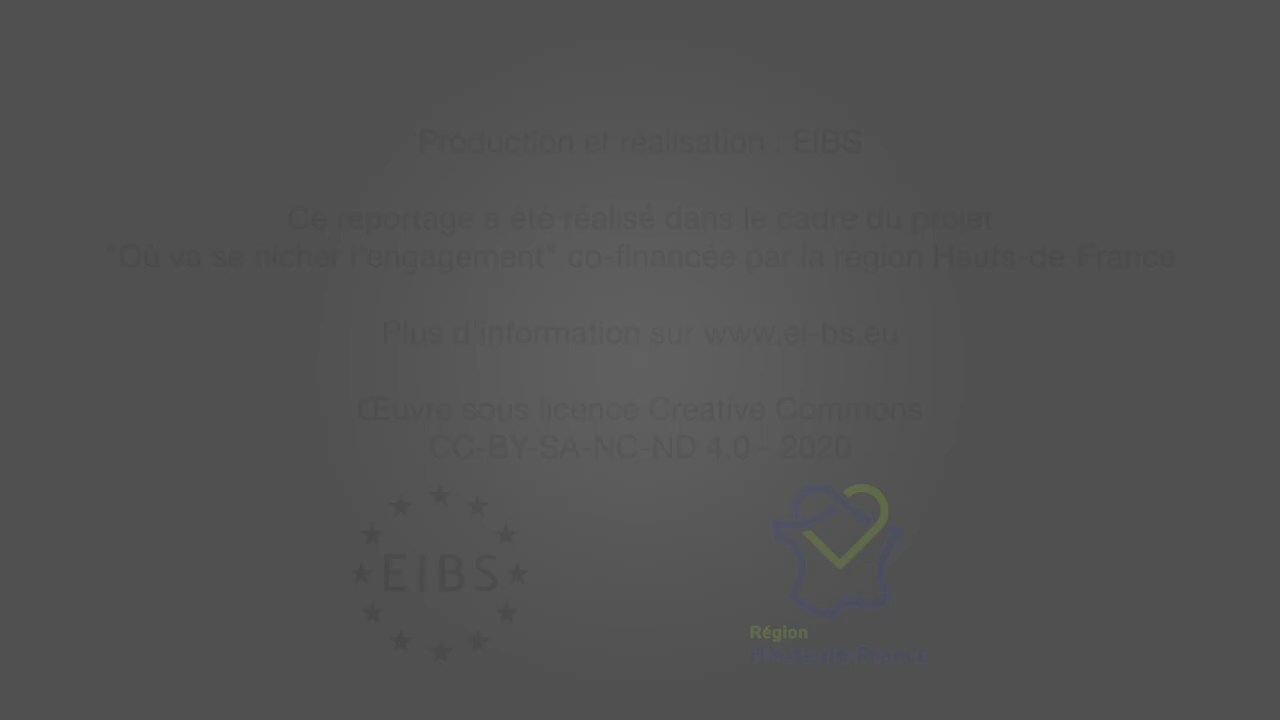 Production et réalisation : EIBS
Ce reportage a été réalisé dans le cadre du projet
"Où va se nicher l'engagement" co-financée par la région Hauts-de-France
Plus d'information sur www.ei-bs.eu
Œuvre sous licence Creative Commons
CC-BY-SA-NC-ND 4.0 - 2020
EIBS
Région
Hauts-de-France